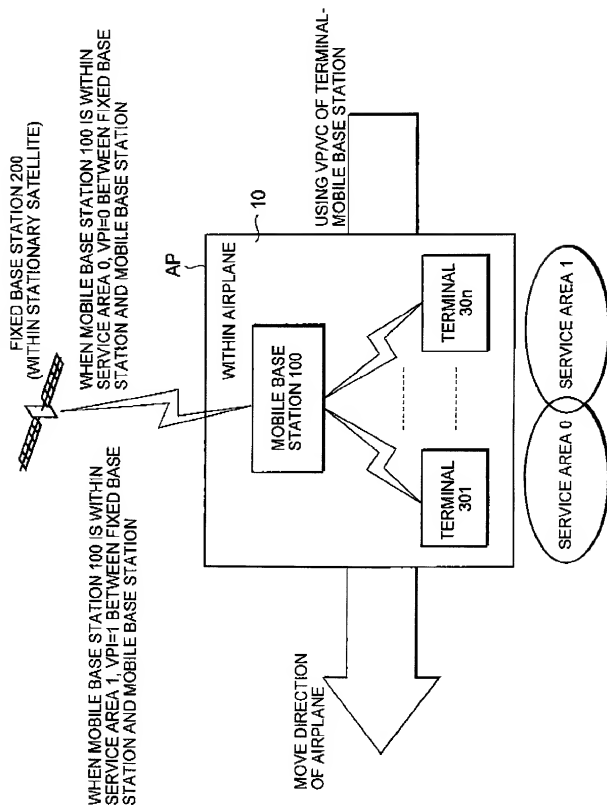 FIXED BASE STATION 200
(WITHIN STATIONARY SATELLITE)
WHEN MOBILE BASE STATION 100 IS WITHIN
SERVICE AREA 1, VPI=1 BETWEEN FIXED BASE
STATION AND MOBILE BASE STATION
WHEN MOBILE BASE STATION 100 IS WITHIN
SERVICE AREA 0, VPI=0 BETWEEN FIXED BASE
STATION AND MOBILE BASE STATION
AP
10
WITHIN AIRPLANE
MOBILE BASE
STATION 100
MOVE DIRECTION
OF AIRPLANE
USING VP/VC OF TERMINAL-
MOBILE BASE STATION
TERMINAL
301
TERMINAL
30n
SERVICE AREA 0
SERVICE AREA 1